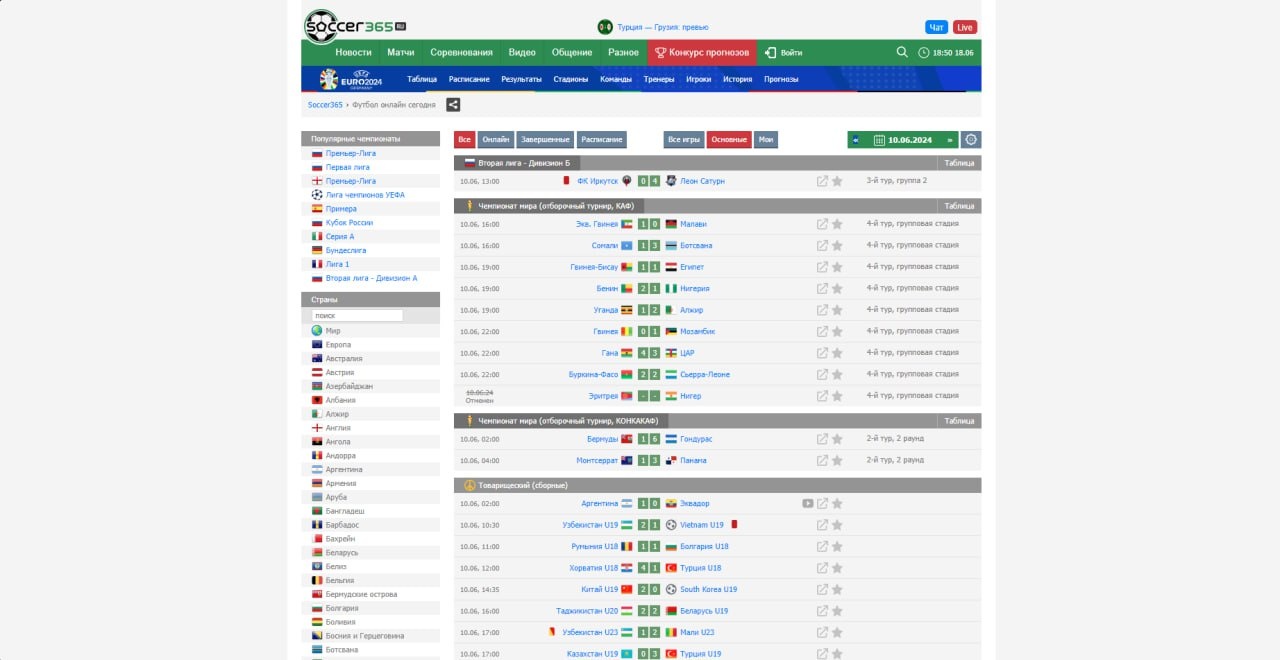 SOCCER365 RU
0:0 Турция — Грузия: превью
Чат Live
Новости Матчи Соревнования Видео Общение Разное Конкурс прогнозов Войти 18:50 18.06
EURO2024 GERMANY Таблица Расписание Результаты Стадионы Команды Тренеры Игроки История Прогнозы
Soccer365 › Футбол онлайн сегодня
Популярные чемпионаты
Премьер-Лига
Первая лига
Премьер-Лига
Лига чемпионов УЕФА
Примера
Кубок России
Серия А
Бундеслига
Лига 1
Вторая лига - Дивизион А
Страны
поиск
Мир
Европа
Австралия
Австрия
Азербайджан
Албания
Алжир
Англия
Ангола
Андорра
Аргентина
Армения
Аруба
Бангладеш
Барбадос
Бахрейн
Беларусь
Белиз
Бельгия
Бермудские острова
Болгария
Боливия
Босния и Герцеговина
Ботсвана
Все Онлайн Завершенные Расписание Все игры Основные Мои « 10.06.2024 »
Вторая лига - Дивизион Б Таблица
10.06, 13:00 ФК Иркутск 0 4 Леон Сатурн 3-й тур, группа 2
Чемпионат мира (отборочный турнир, КАФ) Таблица
10.06, 16:00 Экв. Гвинея 1 0 Малави 4-й тур, групповая стадия
10.06, 16:00 Сомали 1 3 Ботсвана 4-й тур, групповая стадия
10.06, 19:00 Гвинея-Бисау 1 1 Египет 4-й тур, групповая стадия
10.06, 19:00 Бенин 2 1 Нигерия 4-й тур, групповая стадия
10.06, 19:00 Уганда 1 2 Алжир 4-й тур, групповая стадия
10.06, 22:00 Гвинея 0 1 Мозамбик 4-й тур, групповая стадия
10.06, 22:00 Гана 4 3 ЦАР 4-й тур, групповая стадия
10.06, 22:00 Буркина-Фасо 2 2 Сьерра-Леоне 4-й тур, групповая стадия
10.06.24 Отменен Эритрея - - Нигер 4-й тур, групповая стадия
Чемпионат мира (отборочный турнир, КОНКАКАФ) Таблица
10.06, 02:00 Бермуды 1 6 Гондурас 2-й тур, 2 раунд
10.06, 04:00 Монтсеррат 1 3 Панама 2-й тур, 2 раунд
Товарищеский (сборные)
10.06, 02:00 Аргентина 1 0 Эквадор
10.06, 10:30 Узбекистан U19 2 1 Vietnam U19
10.06, 11:00 Румыния U18 1 1 Болгария U18
10.06, 12:00 Хорватия U18 4 1 Турция U18
10.06, 14:35 Китай U19 2 0 South Korea U19
10.06, 16:00 Таджикистан U20 2 2 Беларусь U19
10.06, 17:00 Узбекистан U23 1 2 Мали U23
10.06, 17:00 Казахстан U19 0 3 Турция U19